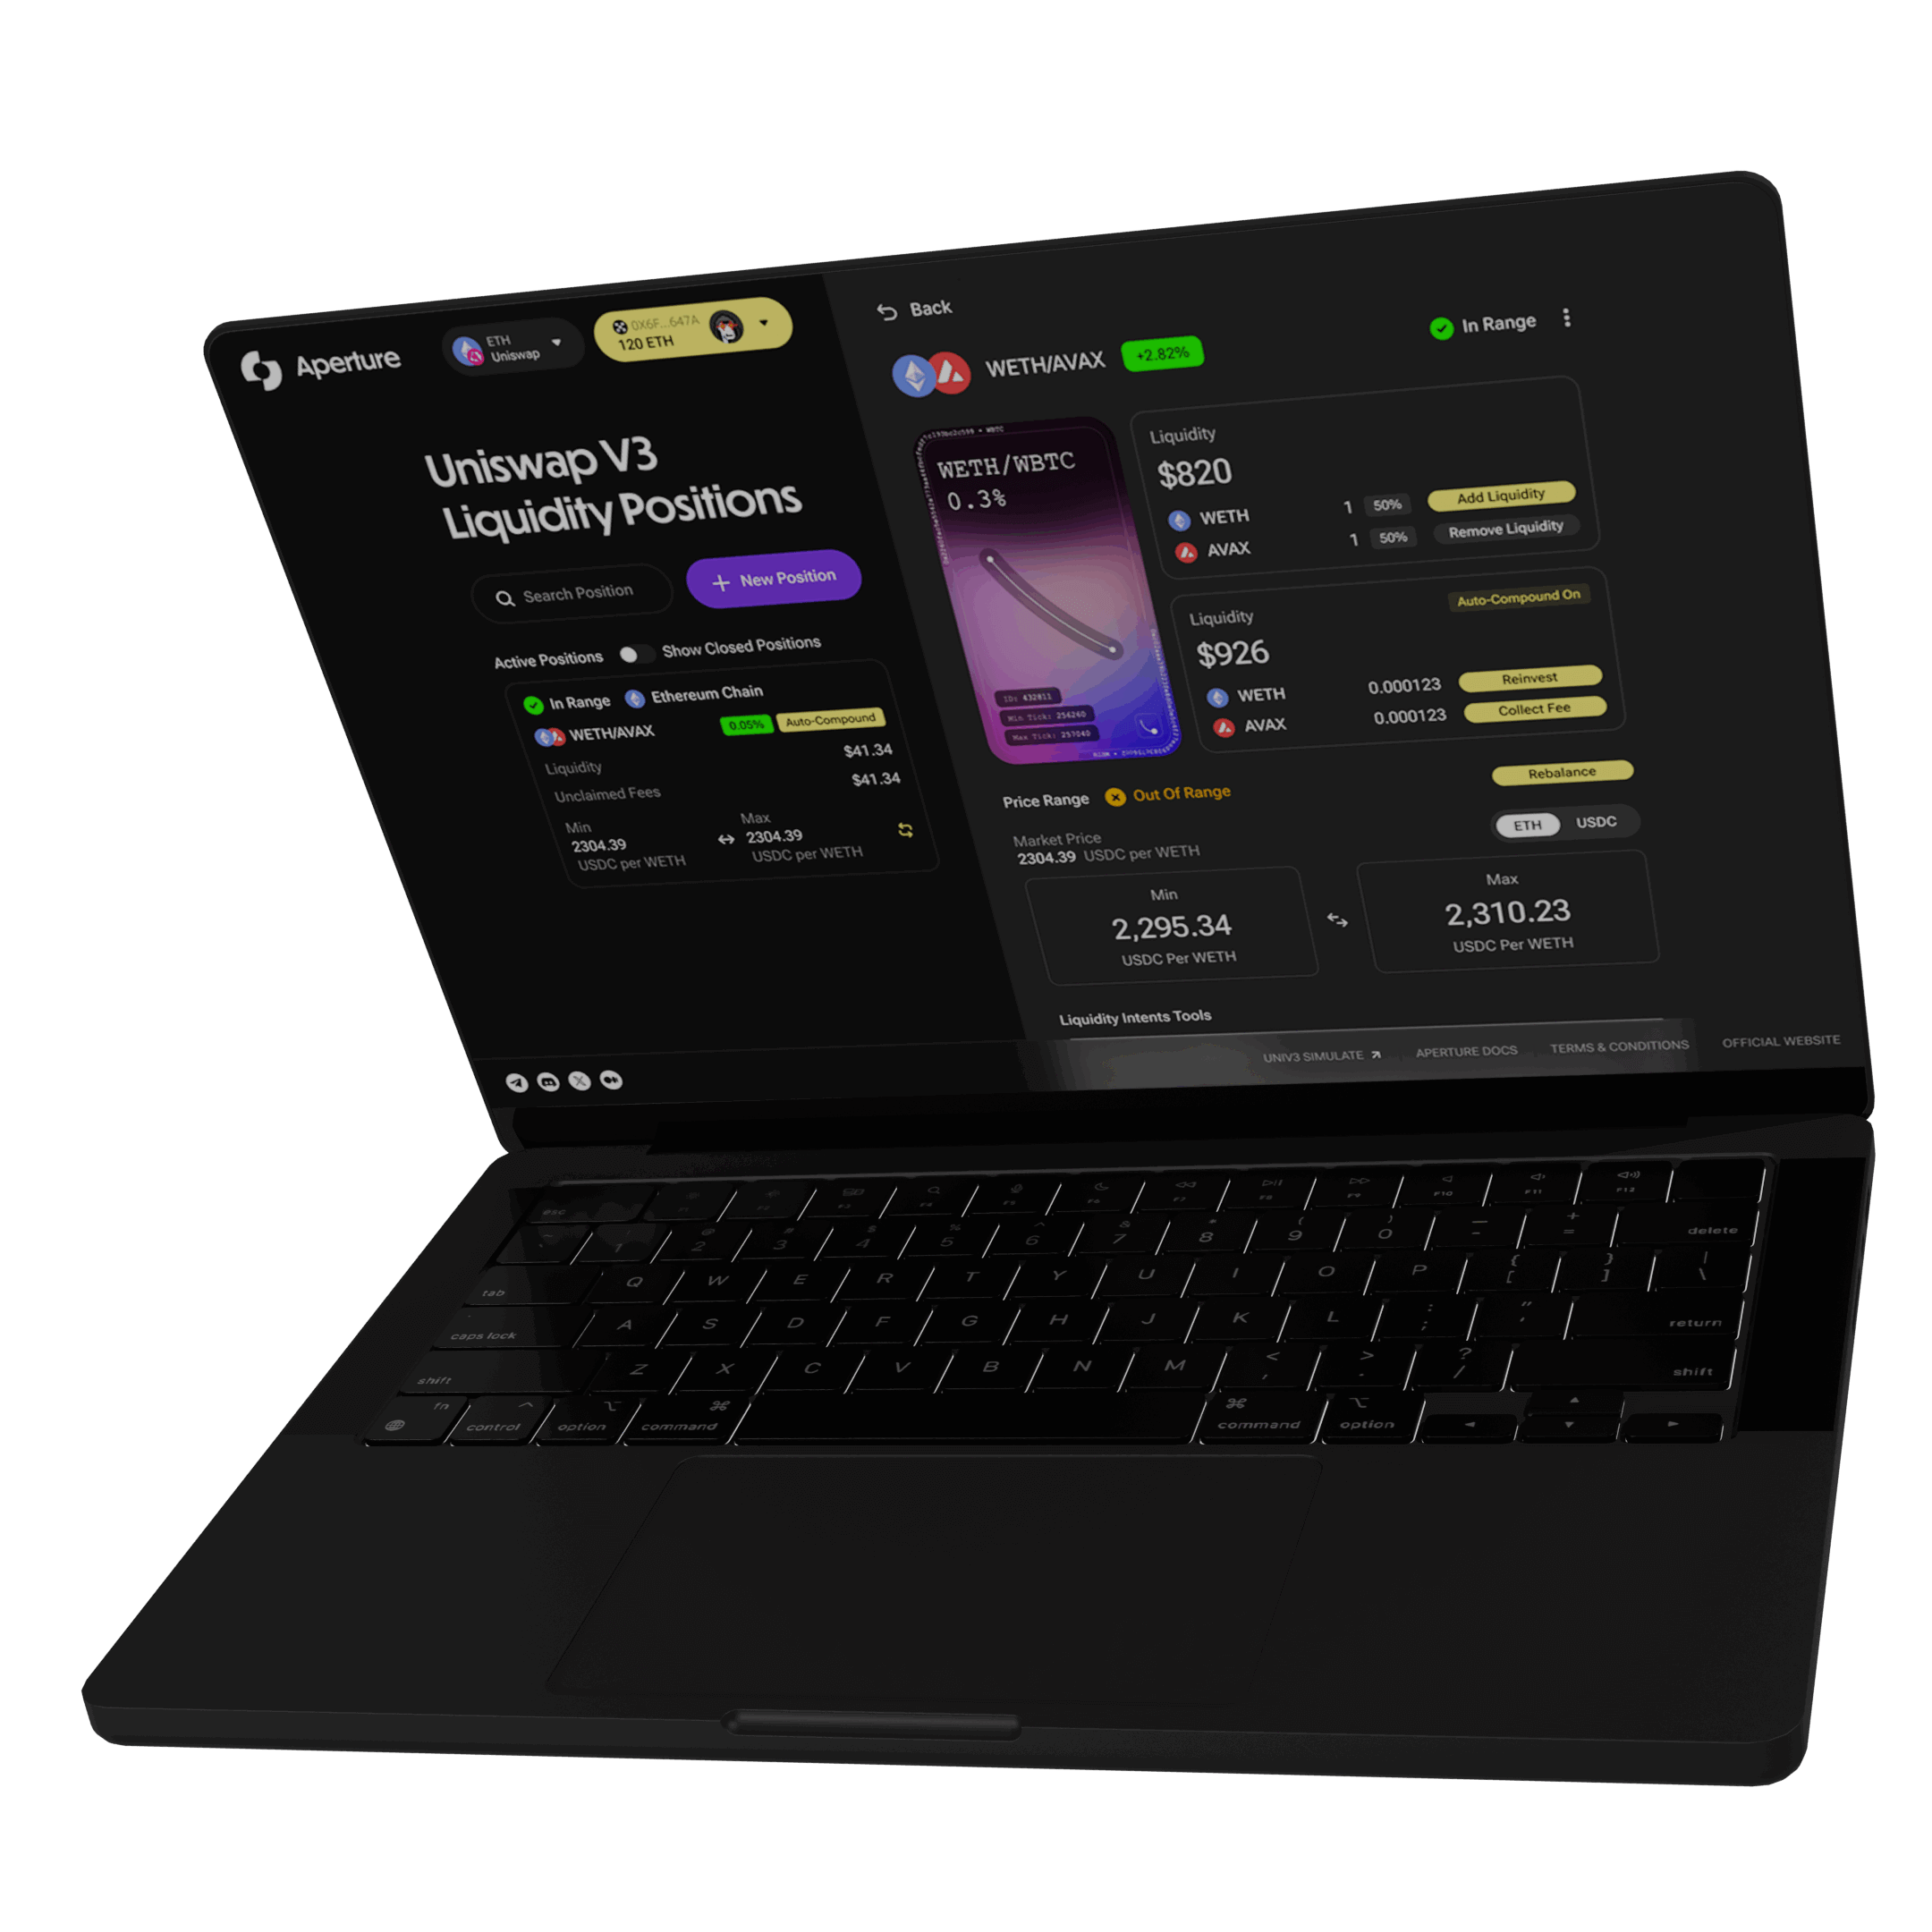 Aperture
ETH
Uniswap
0X6F...647A
120 ETH
Uniswap V3
Liquidity Positions
Search Position
New Position
Active Positions
Show Closed Positions
In Range
Ethereum Chain
WETH/AVAX
0.05%
Auto-Compound
Liquidity
$41.34
Unclaimed Fees
$41.34
Min
2304.39
USDC per WETH
Max
2304.39
USDC per WETH
Back
WETH/AVAX
+2.82%
In Range
WETH/WBTC
0.3%
ID: 432811
Min Tick: 256260
Max Tick: 257040
Liquidity
$820
WETH 1 50%
Add Liquidity
AVAX 1 50%
Remove Liquidity
Liquidity
Auto-Compound On
$926
WETH 0.000123
Reinvest
AVAX 0.000123
Collect Fee
Price Range
Out Of Range
Rebalance
Market Price
2304.39 USDC per WETH
ETH USDC
Min
2,295.34
USDC Per WETH
Max
2,310.23
USDC Per WETH
Liquidity Intents Tools
UNIV3 SIMULATE
APERTURE DOCS
TERMS & CONDITIONS
OFFICIAL WEBSITE
esc F5 F6 F7 F8 F9 F10 F11 F12
1 2 3 4 5 6 7 8 9 0 - = delete
tab Q W E R T Y U I O P [ ] \
caps lock A S D F G H J K L ; ' return
shift Z X C V B N M , . / shift
fn control option command command option